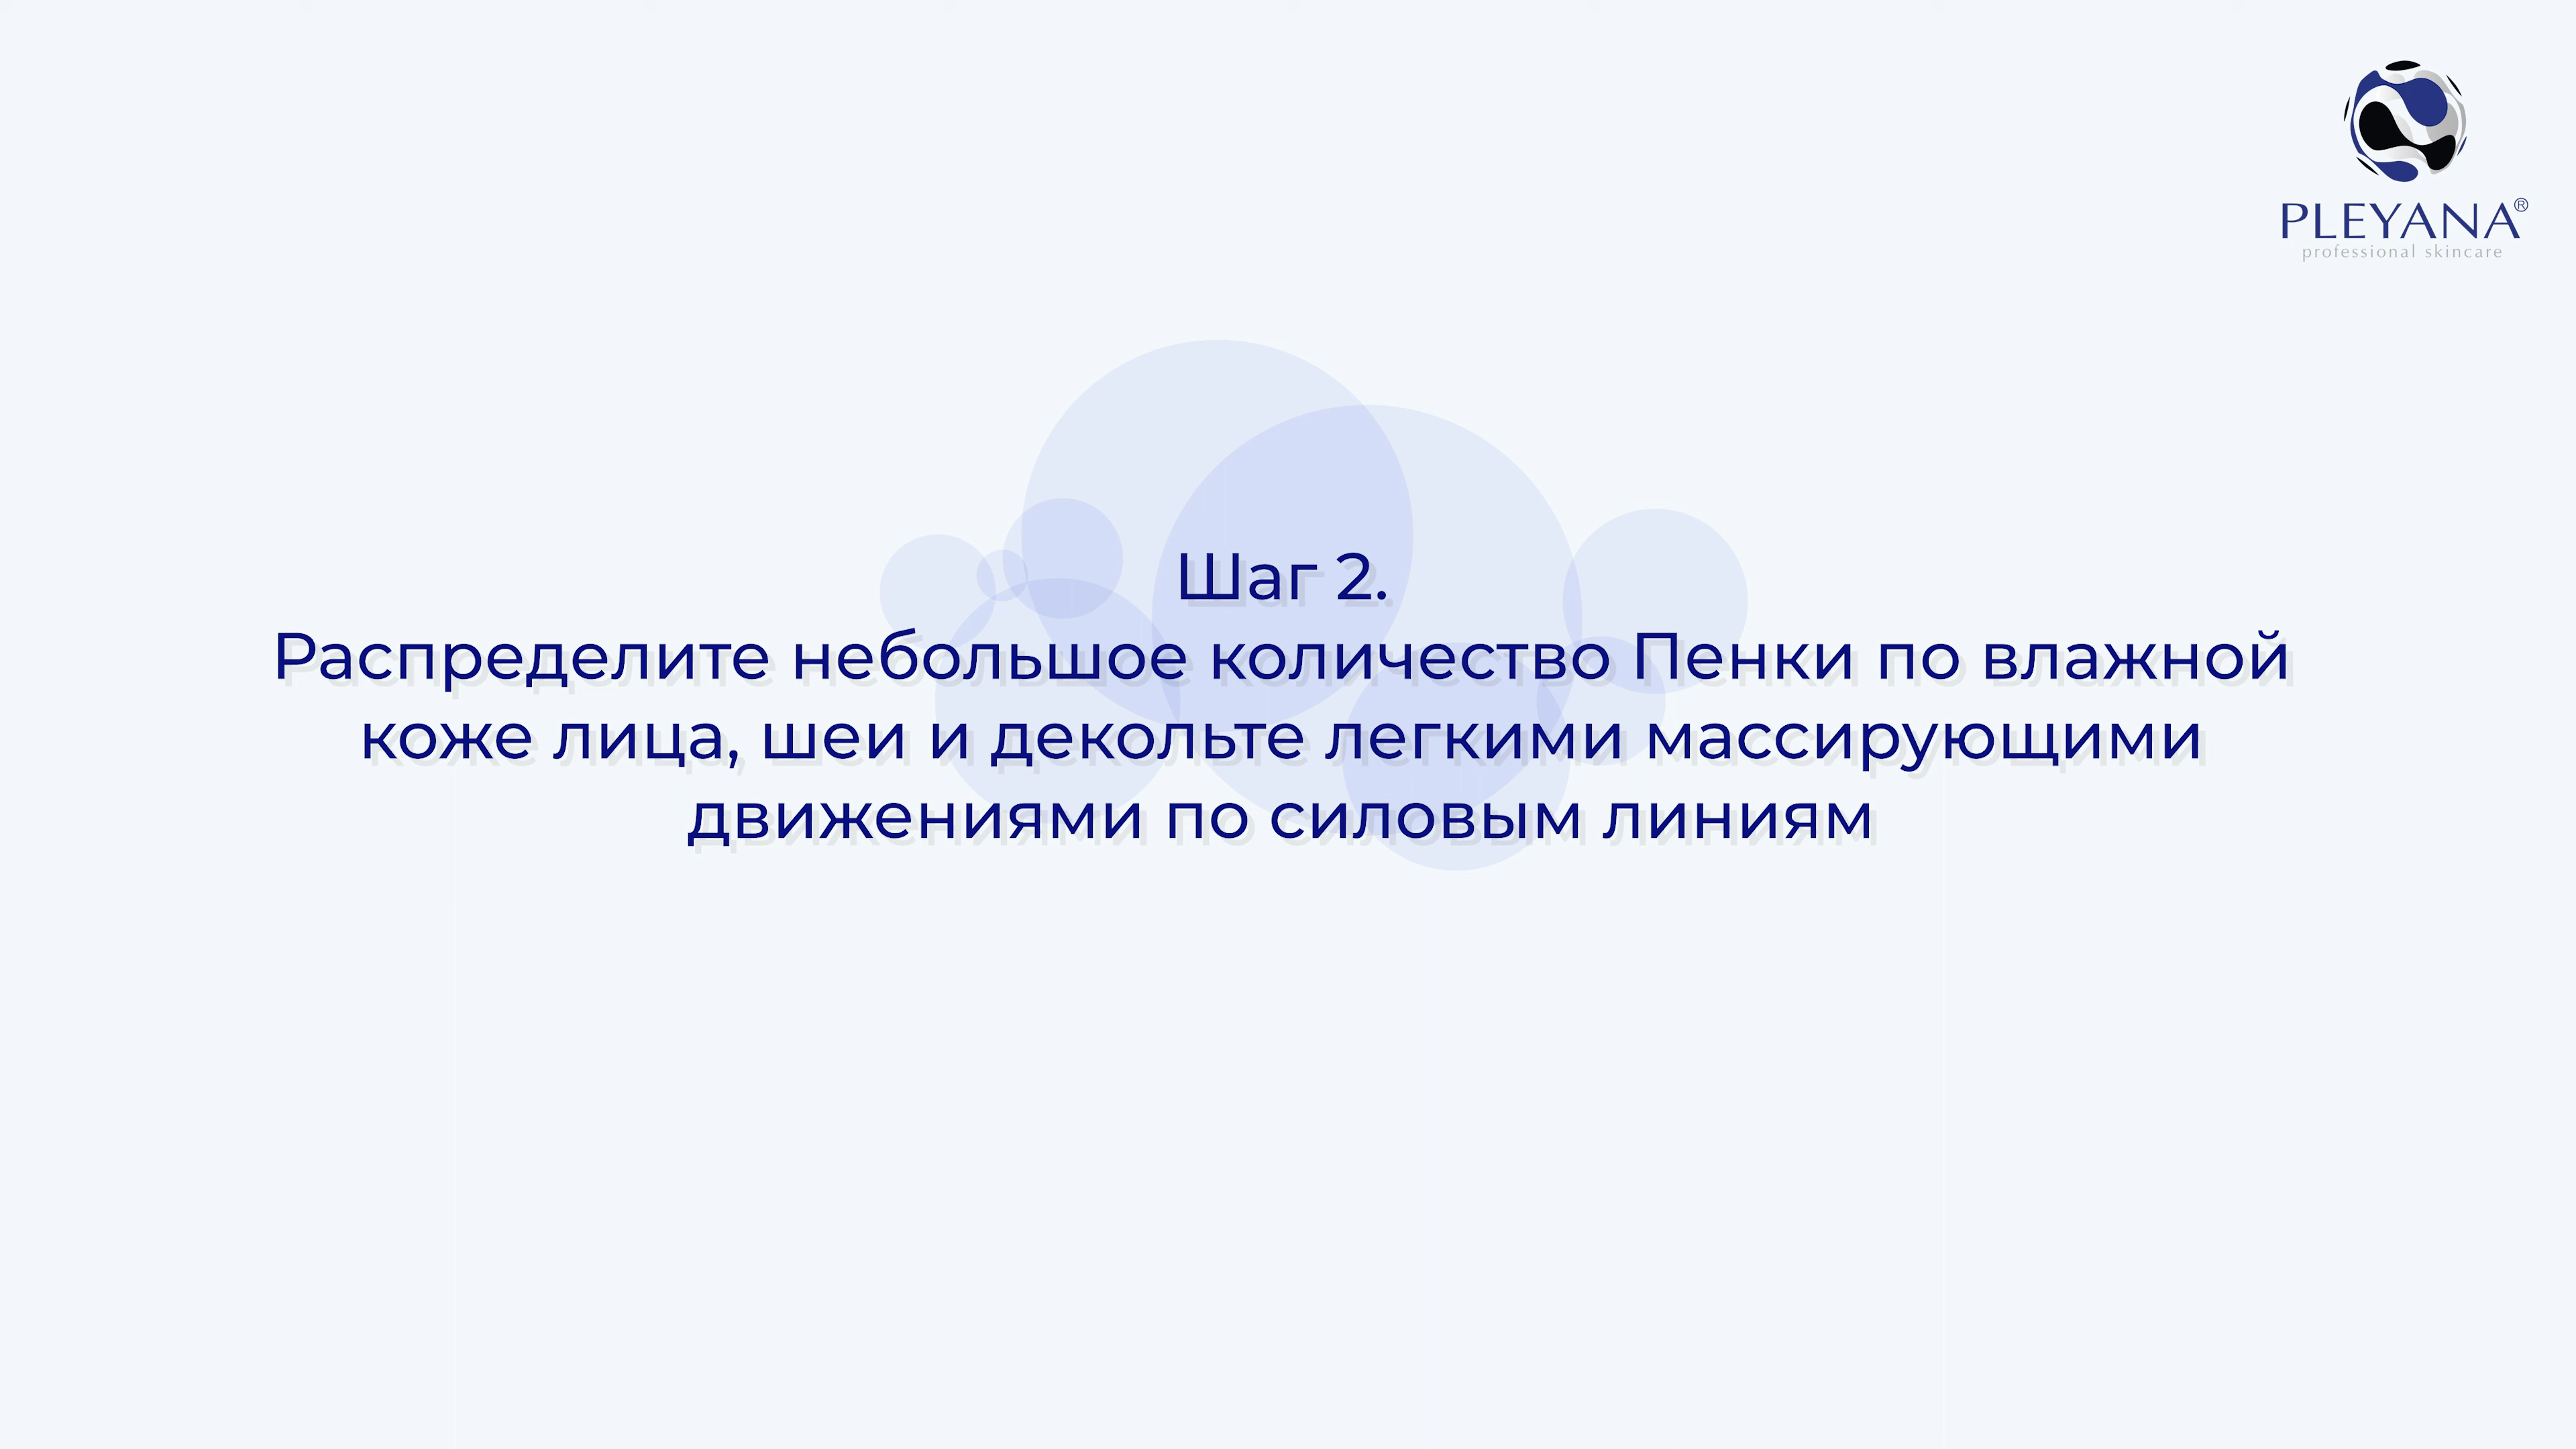 PLEYANA®
professional skincare
Шаг 2.
Распределите небольшое количество Пенки по влажной
коже лица, шеи и декольте легкими массирующими
движениями по силовым линиям